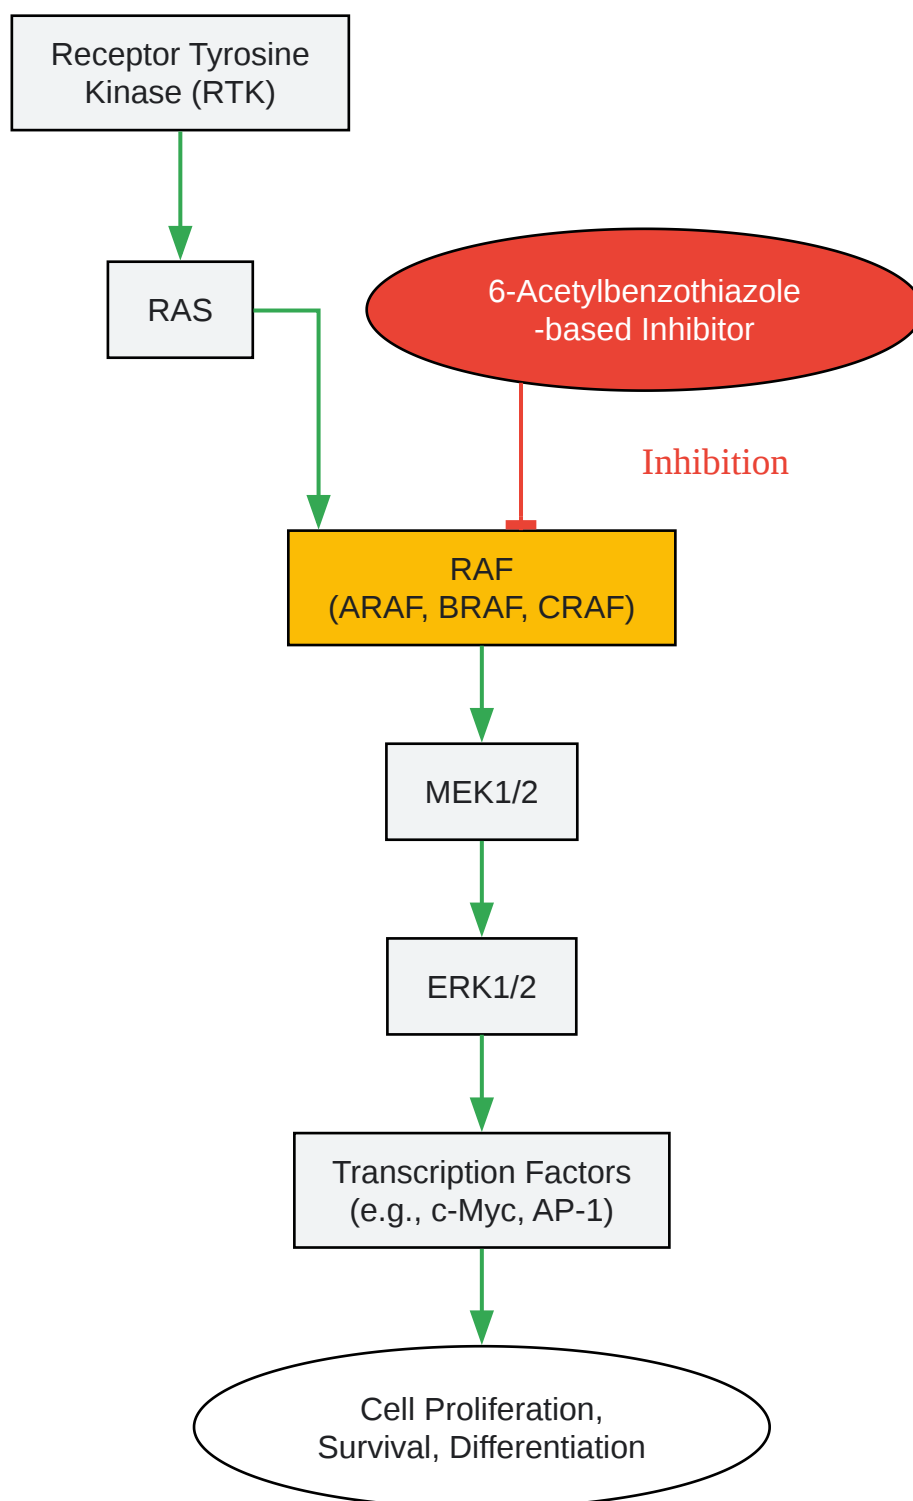 Receptor Tyrosine
Kinase (RTK)
RAS
6-Acetylbenzothiazole
-based Inhibitor
Inhibition
RAF
(ARAF, BRAF, CRAF)
MEK1/2
ERK1/2
Transcription Factors
(e.g., c-Myc, AP-1)
Cell Proliferation,
Survival, Differentiation